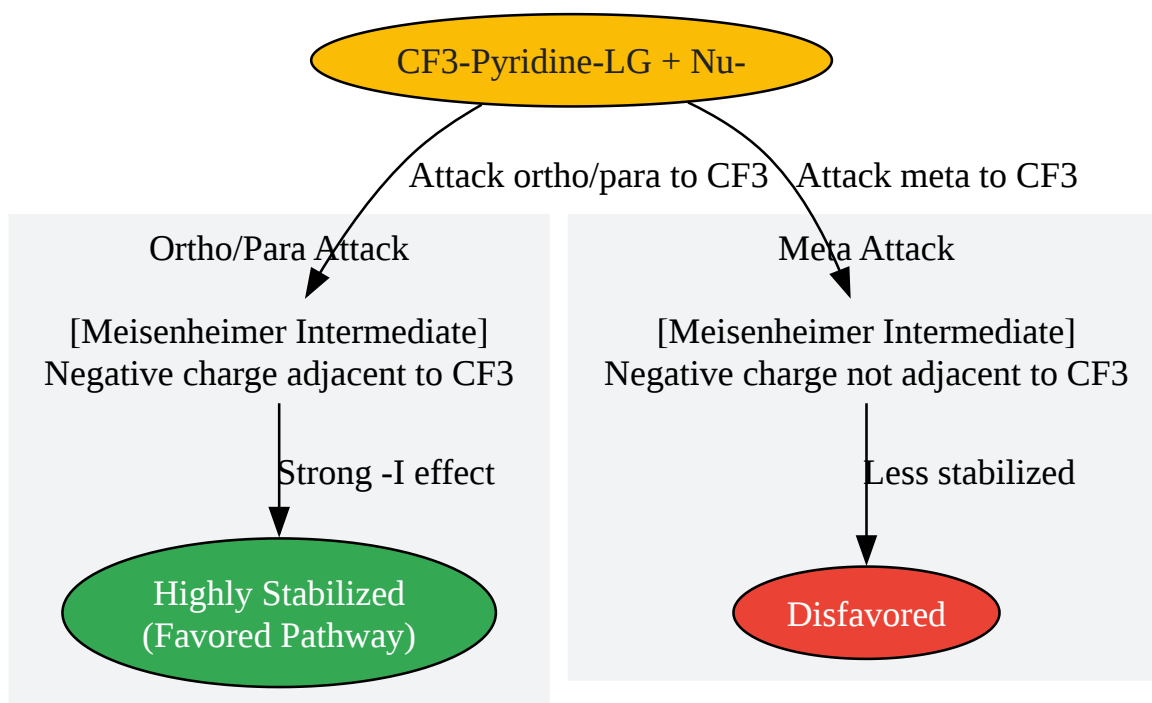 CF3-Pyridine-LG + Nu-
Attack ortho/para to CF3
Attack meta to CF3
Ortho/Para Attack
Meta Attack
[Meisenheimer Intermediate]
Negative charge adjacent to CF3
[Meisenheimer Intermediate]
Negative charge not adjacent to CF3
Strong -I effect
Less stabilized
Highly Stabilized
(Favored Pathway)
Disfavored